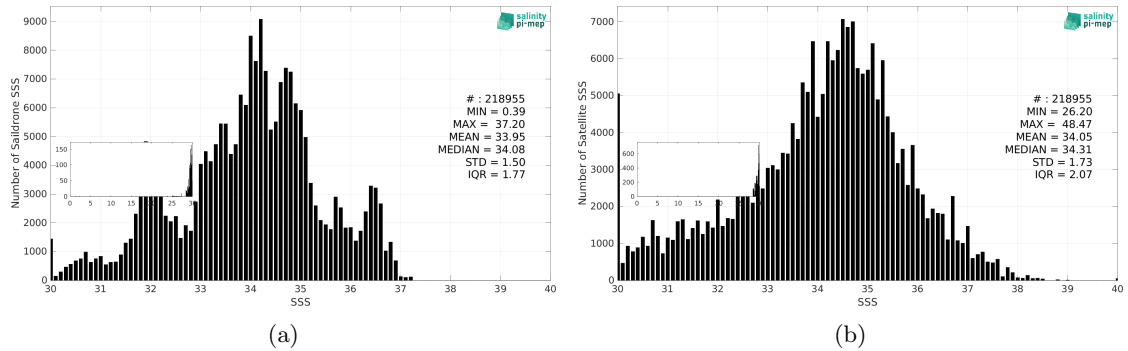 salinity
pi-mep
9000
8000
7000
6000
5000
4000
3000
2000
1000
0
Number of Saildrone SSS
# : 218955
MIN = 0.39
MAX = 37.20
MEAN = 33.95
MEDIAN = 34.08
STD = 1.50
IQR = 1.77
150
100
50
0
0 5 10 15 20 25 30
30 31 32 33 34 35 36 37 38 39 40
SSS
(a)
salinity
pi-mep
7000
6000
5000
4000
3000
2000
1000
0
Number of Satellite SSS
# : 218955
MIN = 26.20
MAX = 48.47
MEAN = 34.05
MEDIAN = 34.31
STD = 1.73
IQR = 2.07
600
400
200
0
0 5 10 15 20 25 30
30 31 32 33 34 35 36 37 38 39 40
SSS
(b)